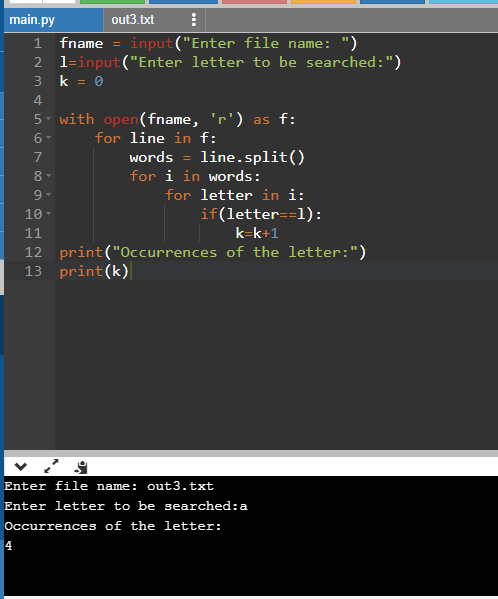 main.py out3.txt
1 fname = input("Enter file name: ")
2 l=input("Enter letter to be searched:")
3 k = 0
4
5 with open(fname, 'r') as f:
6     for line in f:
7         words = line.split()
8         for i in words:
9             for letter in i:
10                 if(letter==l):
11                     k=k+1
12 print("Occurrences of the letter:")
13 print(k)
Enter file name: out3.txt
Enter letter to be searched:a
Occurrences of the letter:
4